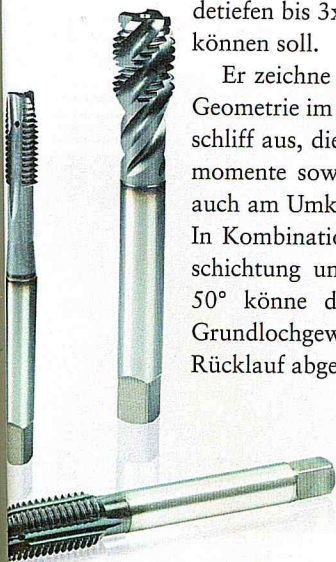 detiefen bis 3x
können soll.
Er zeichne
Geometrie im
schliff aus, die
momente sow
auch am Umk
In Kombinatio
schichtung un
50° könne d
Grundlochgew
Rücklauf abge